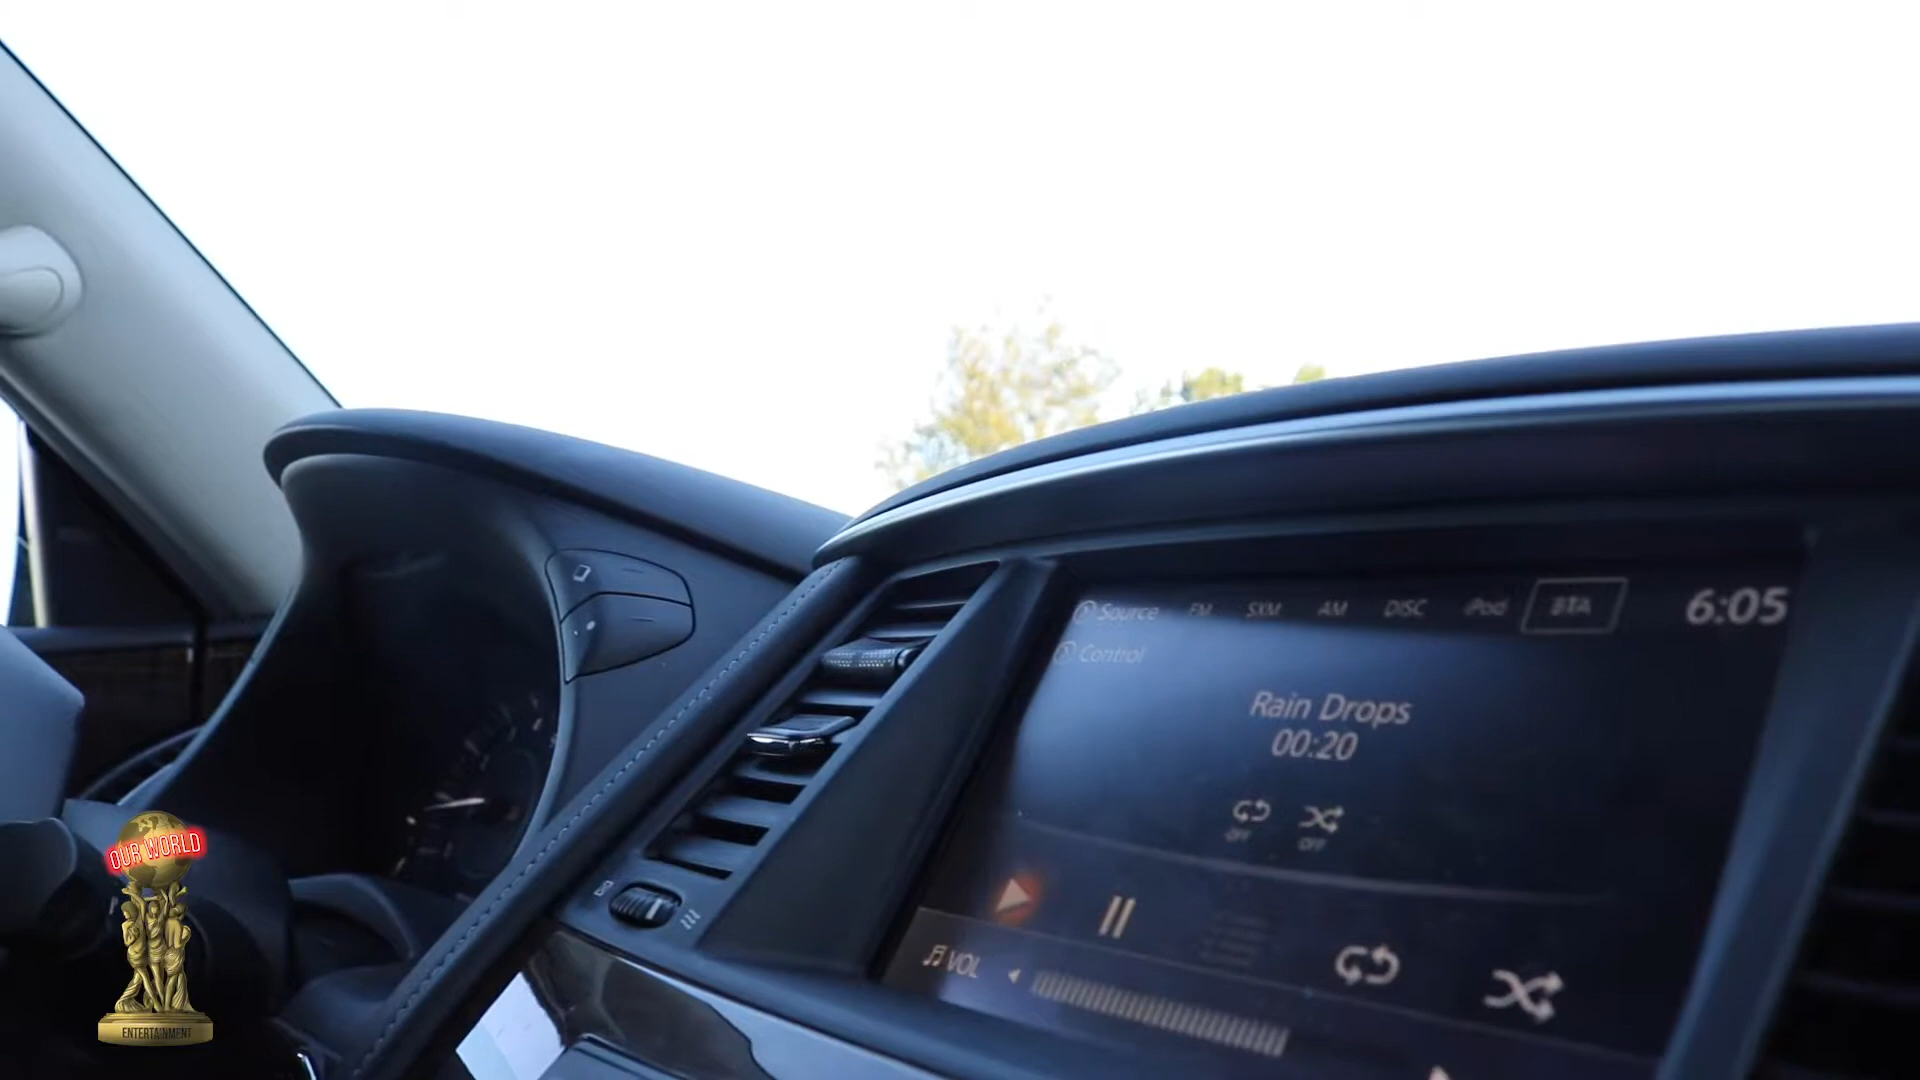 Source FM SXM AM DISC iPod BTA 6:05
Control
Rain Drops
00:20
OFF OFF
VOL
OUR WORLD
ENTERTAINMENT